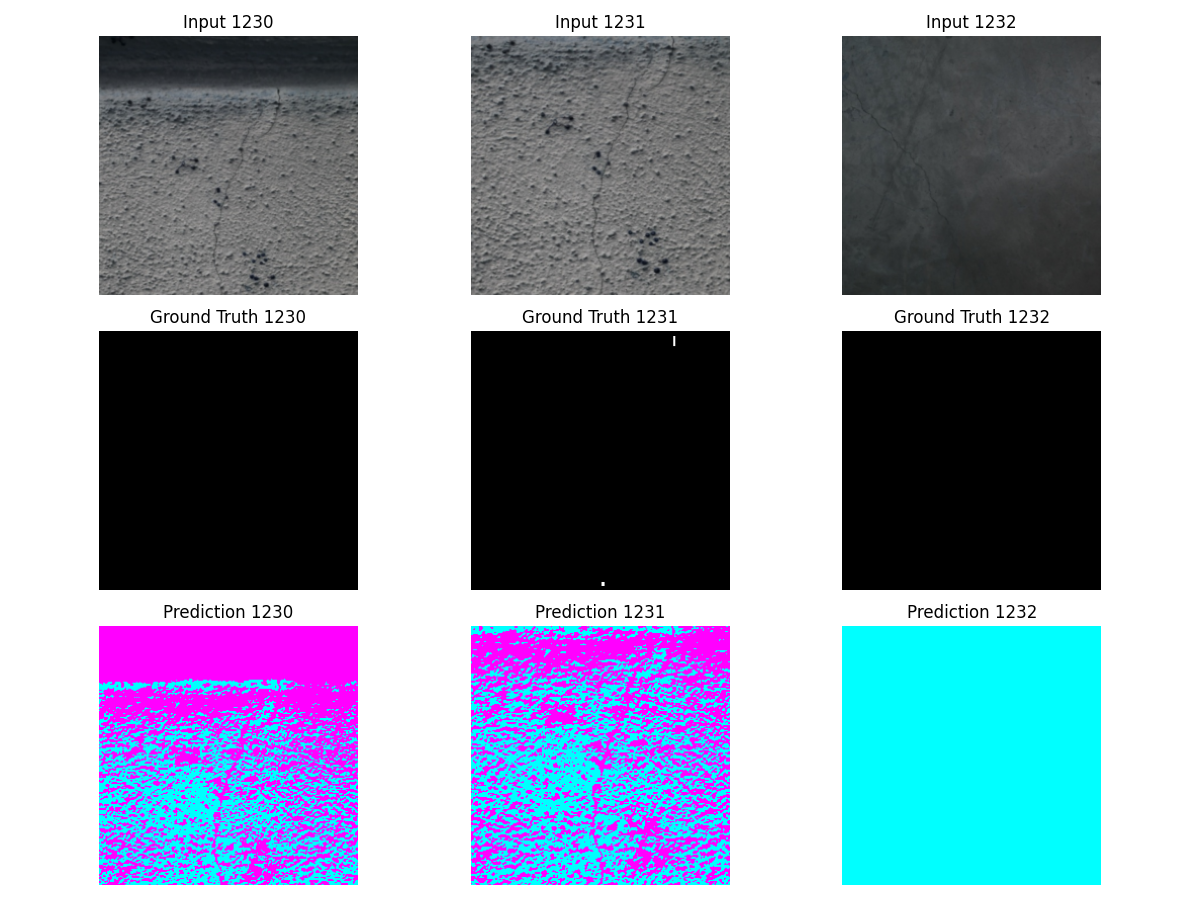 Input 1230
Input 1231
Input 1232
Ground Truth 1230
Ground Truth 1231
Ground Truth 1232
Prediction 1230
Prediction 1231
Prediction 1232